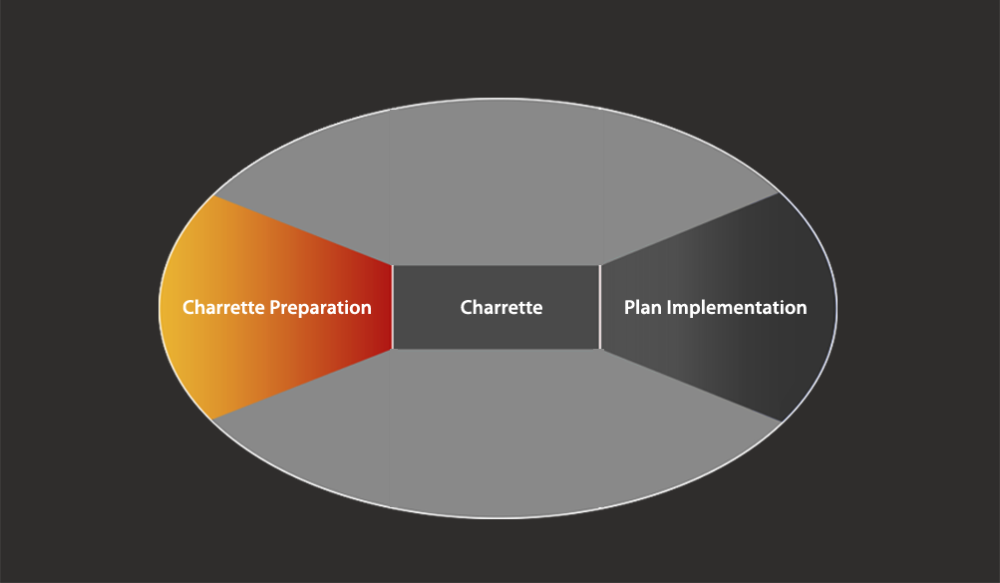 Charrette Preparation
Charrette
Plan Implementation